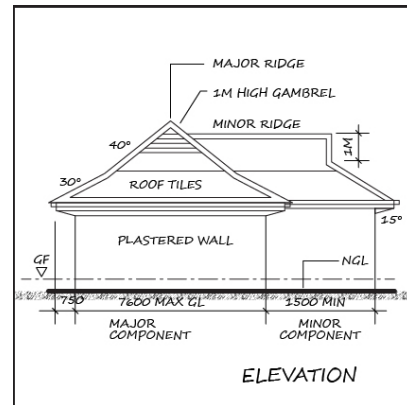 MAJOR RIDGE
1M HIGH GAMBREL
MINOR RIDGE
40°
1M
30°
ROOF TILES
15°
PLASTERED WALL
GF
NGL
750
7600 MAX GL
1500 MIN
MAJOR
COMPONENT
MINOR
COMPONENT
ELEVATION